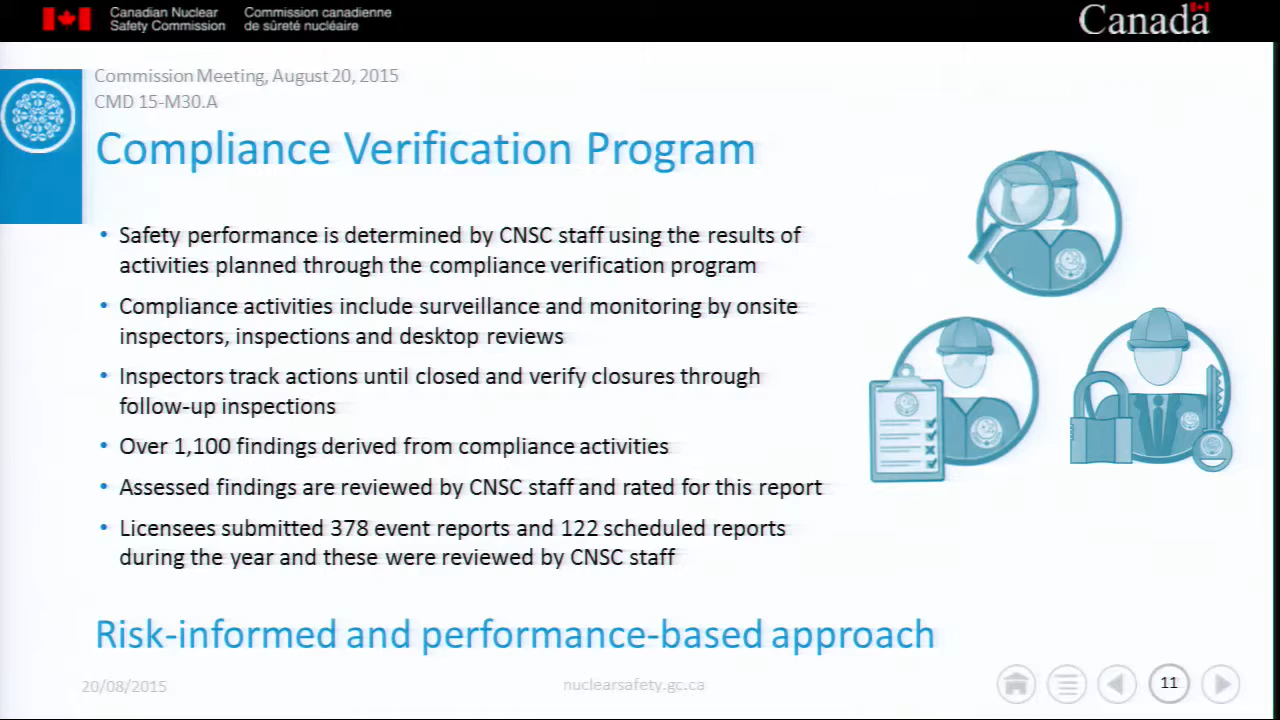 Canadian Nuclear Commission canadienne
Safety Commission de sûreté nucléaire
Canada
Commission Meeting, August 20, 2015
CMD 15-M30.A
Compliance Verification Program
• Safety performance is determined by CNSC staff using the results of
activities planned through the compliance verification program
• Compliance activities include surveillance and monitoring by onsite
inspectors, inspections and desktop reviews
• Inspectors track actions until closed and verify closures through
follow-up inspections
• Over 1,100 findings derived from compliance activities
• Assessed findings are reviewed by CNSC staff and rated for this report
• Licensees submitted 378 event reports and 122 scheduled reports
during the year and these were reviewed by CNSC staff
Risk-informed and performance-based approach
20/08/2015
nuclearsafety.gc.ca
11